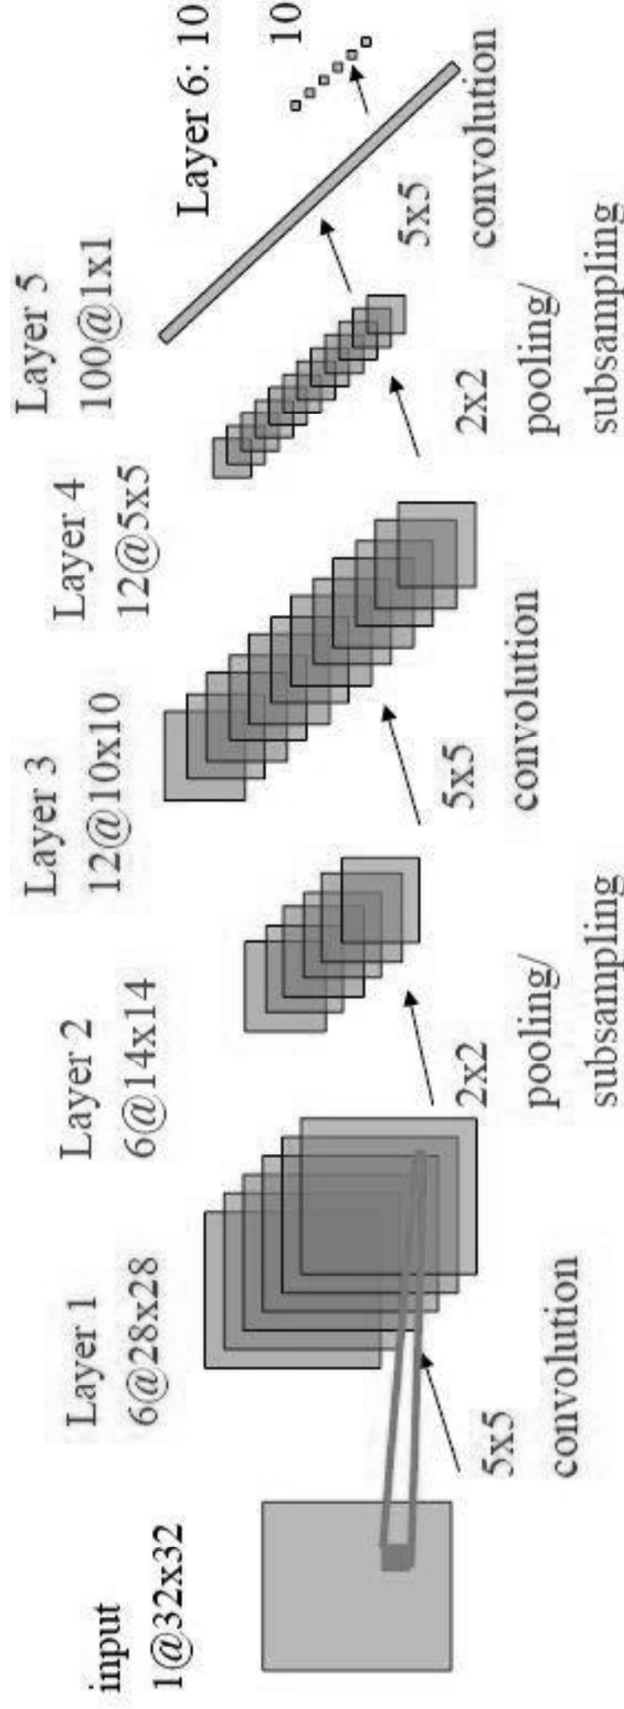 input
1@32x32
Layer 1
6@28x28
Layer 2
6@14x14
Layer 3
12@10x10
Layer 4
12@5x5
Layer 5
100@1x1
Layer 6: 10
10
5x5
convolution
2x2
pooling/
subsampling
5x5
convolution
2x2
pooling/
subsampling
5x5
convolution